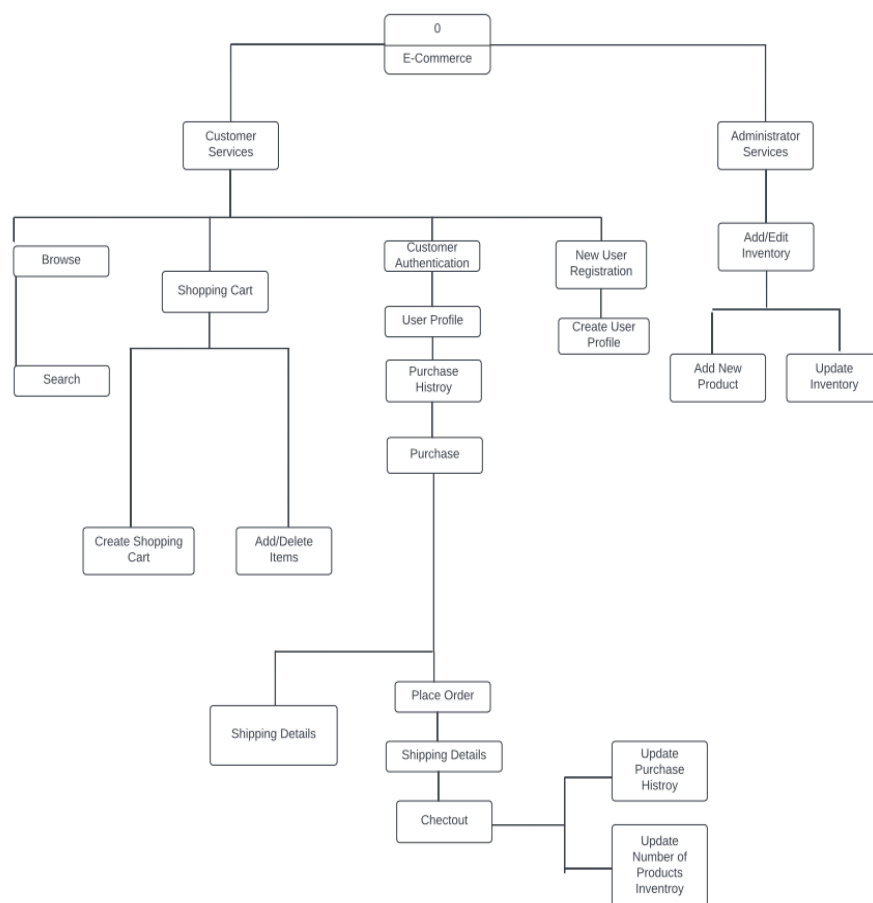 0
E-Commerce
Customer
Services
Administrator
Services
Browse
Shopping Cart
Customer
Authentication
New User
Registration
Add/Edit
Inventory
User Profile
Create User
Profile
Search
Purchase
Histroy
Add New
Product
Update
Inventory
Purchase
Create Shopping
Cart
Add/Delete
Items
Shipping Details
Place Order
Shipping Details
Chectout
Update
Purchase
Histroy
Update
Number of
Products
Inventroy